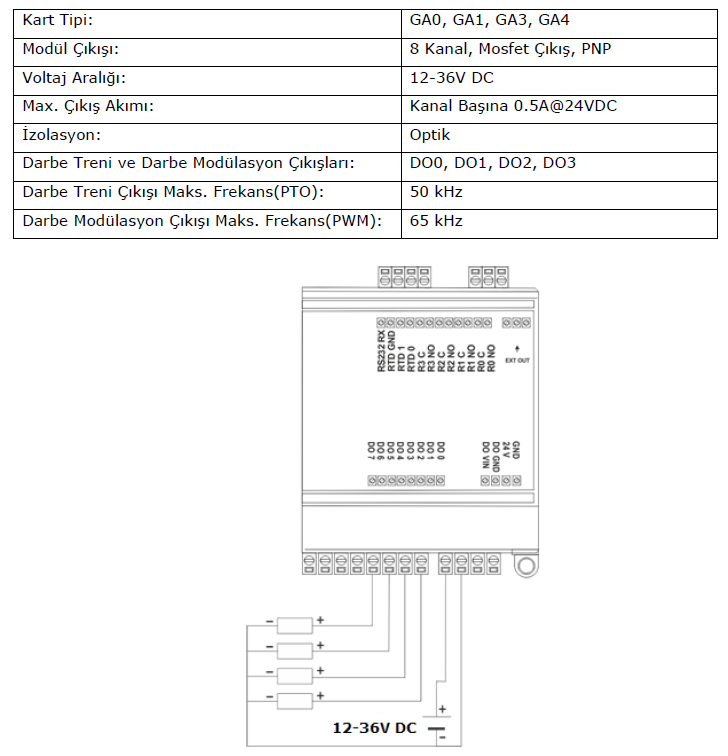 Kart Tipi: GA0, GA1, GA3, GA4
Modül Çıkışı: 8 Kanal, Mosfet Çıkış, PNP
Voltaj Aralığı: 12-36V DC
Max. Çıkış Akımı: Kanal Başına 0.5A@24VDC
İzolasyon: Optik
Darbe Treni ve Darbe Modülasyon Çıkışları: DO0, DO1, DO2, DO3
Darbe Treni Çıkışı Maks. Frekans(PTO): 50 kHz
Darbe Modülasyon Çıkışı Maks. Frekans(PWM): 65 kHz
RS232 RX
RTD GND
RTD 1
RTD 0
R3 C
R3 NO
R2 C
R2 NO
R1 C
R1 NO
R0 C
R0 NO
EXT OUT
DO 7
DO 6
DO 5
DO 4
DO 3
DO 2
DO 1
DO 0
DO VIN
DO GND
24 V
GND
- +
- +
- +
- +
+
12-36V DC
-